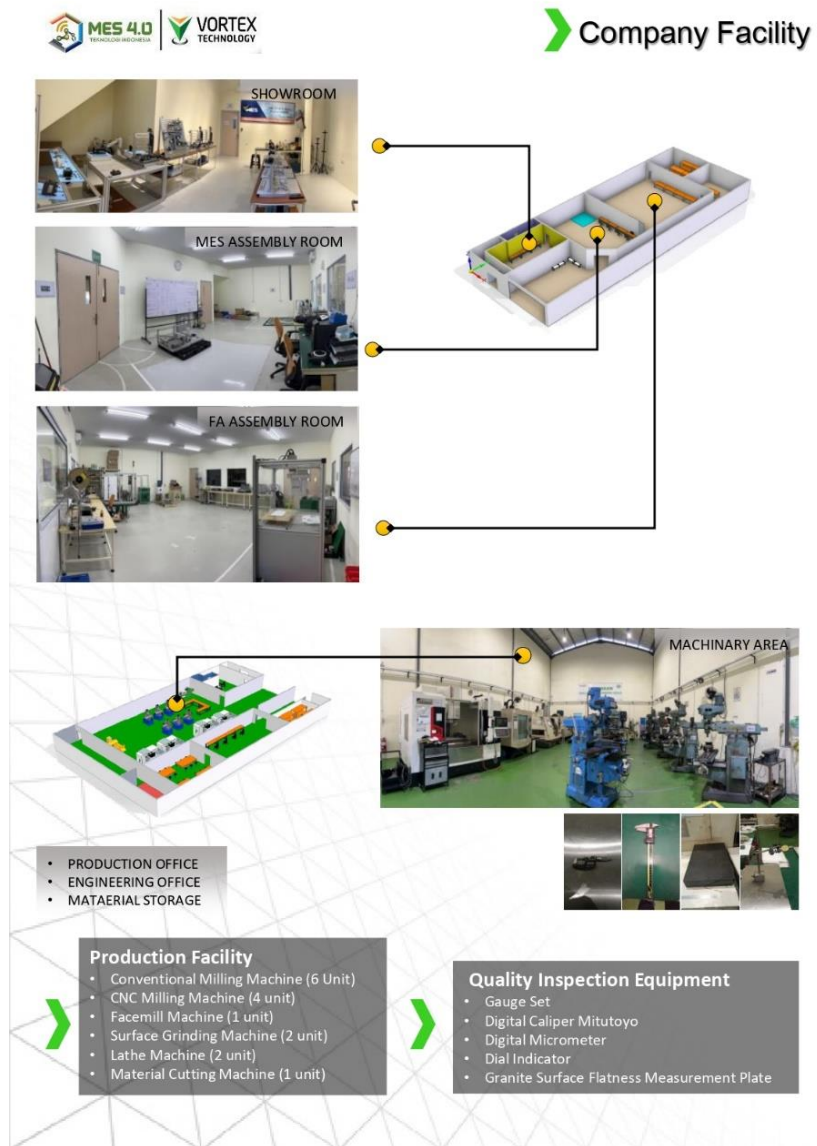 MES 4.0
TEKNOLOGI INDONESIA
VORTEX
TECHNOLOGY
Company Facility
SHOWROOM
MES ASSEMBLY ROOM
FA ASSEMBLY ROOM
MACHINARY AREA
• PRODUCTION OFFICE
• ENGINEERING OFFICE
• MATAERIAL STORAGE
Production Facility
• Conventional Milling Machine (6 Unit)
• CNC Milling Machine (4 unit)
• Facemill Machine (1 unit)
• Surface Grinding Machine (2 unit)
• Lathe Machine (2 unit)
• Material Cutting Machine (1 unit)
Quality Inspection Equipment
• Gauge Set
• Digital Caliper Mitutoyo
• Digital Micrometer
• Dial Indicator
• Granite Surface Flatness Measurement Plate